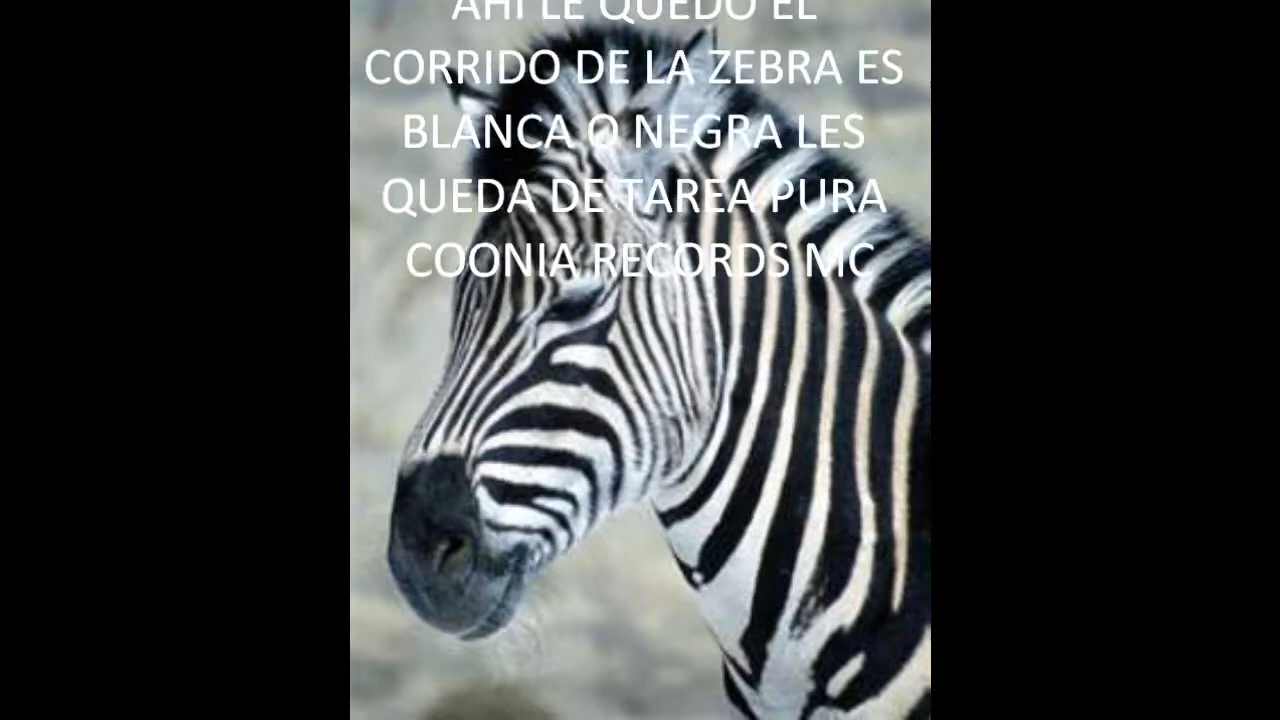 AHI LE QUEDO EL
CORRIDO DE LA ZEBRA ES
BLANCA O NEGRA LES
QUEDA DE TAREA PURA
COONIA RECORDS MC